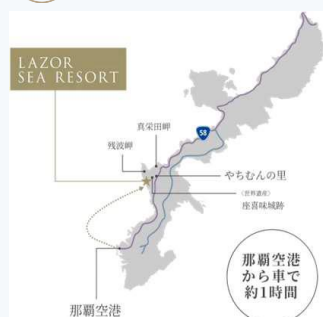 LAZOR
SEA RESORT
58
真栄田岬
残波岬
やちむんの里
〈世界遺産〉
座喜味城跡
那覇空港
から車で
約1時間
那覇空港